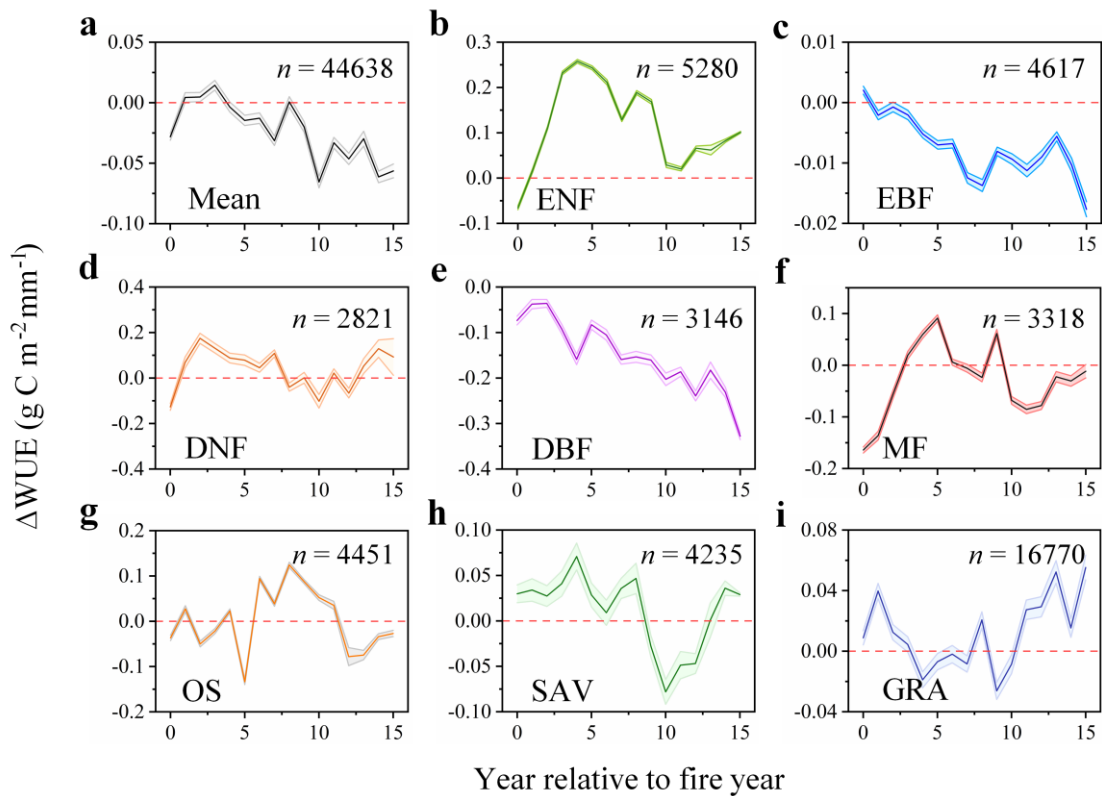 a
0.05
0.00
-0.05
-0.10
n = 44638
Mean
0 5 10 15
b
0.3
0.2
0.1
0.0
-0.1
n = 5280
ENF
0 5 10 15
c
0.01
0.00
-0.01
-0.02
n = 4617
EBF
0 5 10 15
d
0.4
0.2
0.0
-0.2
-0.4
n = 2821
DNF
0 5 10 15
e
0.0
-0.1
-0.2
-0.3
-0.4
n = 3146
DBF
0 5 10 15
f
0.2
0.1
0.0
-0.1
-0.2
n = 3318
MF
0 5 10 15
g
0.2
0.1
0.0
-0.1
-0.2
n = 4451
OS
0 5 10 15
h
0.10
0.05
0.00
-0.05
-0.10
n = 4235
SAV
0 5 10 15
i
0.08
0.04
0.00
-0.04
n = 16770
GRA
0 5 10 15
ΔWUE (g C m⁻² mm⁻¹)
Year relative to fire year